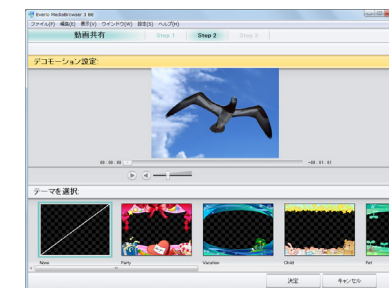 Everio MediaBrowser 3 BE
ファイル(F) 編集(E) 表示(V) ウインドウ(W) 設定(S) ヘルプ(H)
動画共有 Step 1 Step 2 Step 3
デコモーション設定:
00:00:00 -00:01:01
テーマを選択:
None Party Vacation Child Pet
決定 キャンセル